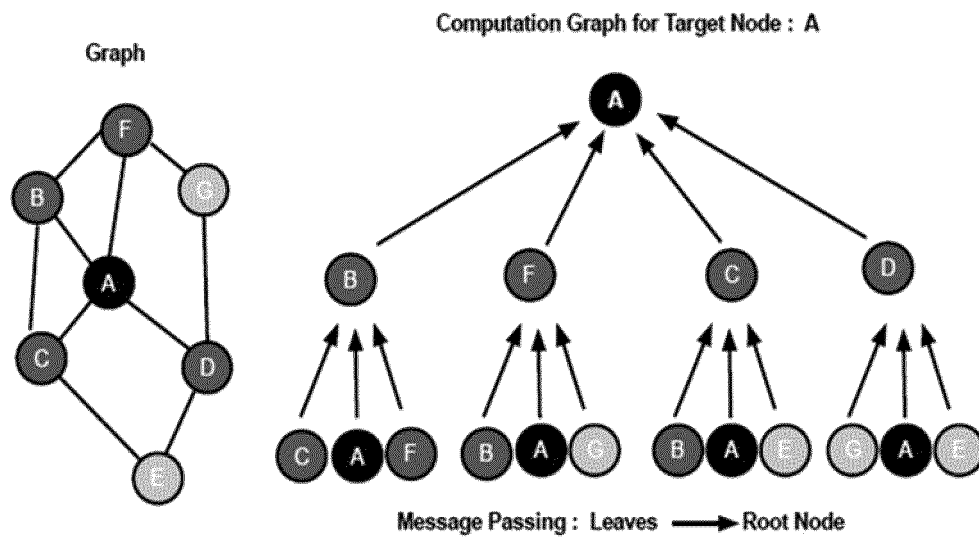 Computation Graph for Target Node : A
Graph
F
B
G
A
C
D
E
A
B
F
C
D
C A F
B A G
B A E
G A E
Message Passing : Leaves
Root Node